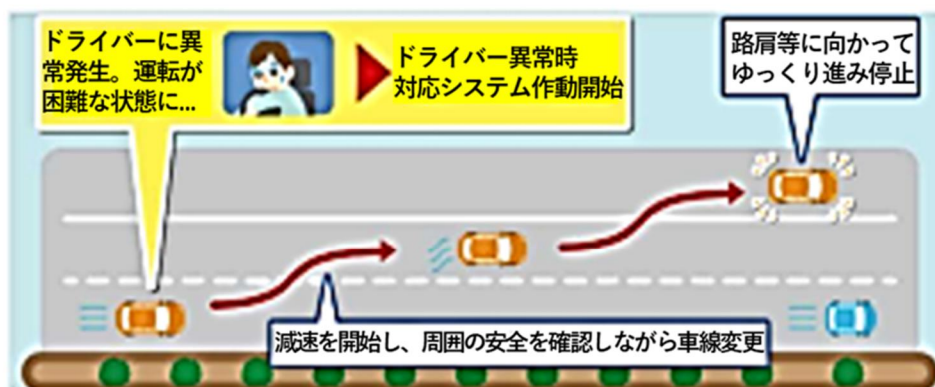 ドライバーに異
常発生。運転が
困難な状態に...
ドライバー異常時
対応システム作動開始
路肩等に向かって
ゆっくり進み停止
減速を開始し、周囲の安全を確認しながら車線変更